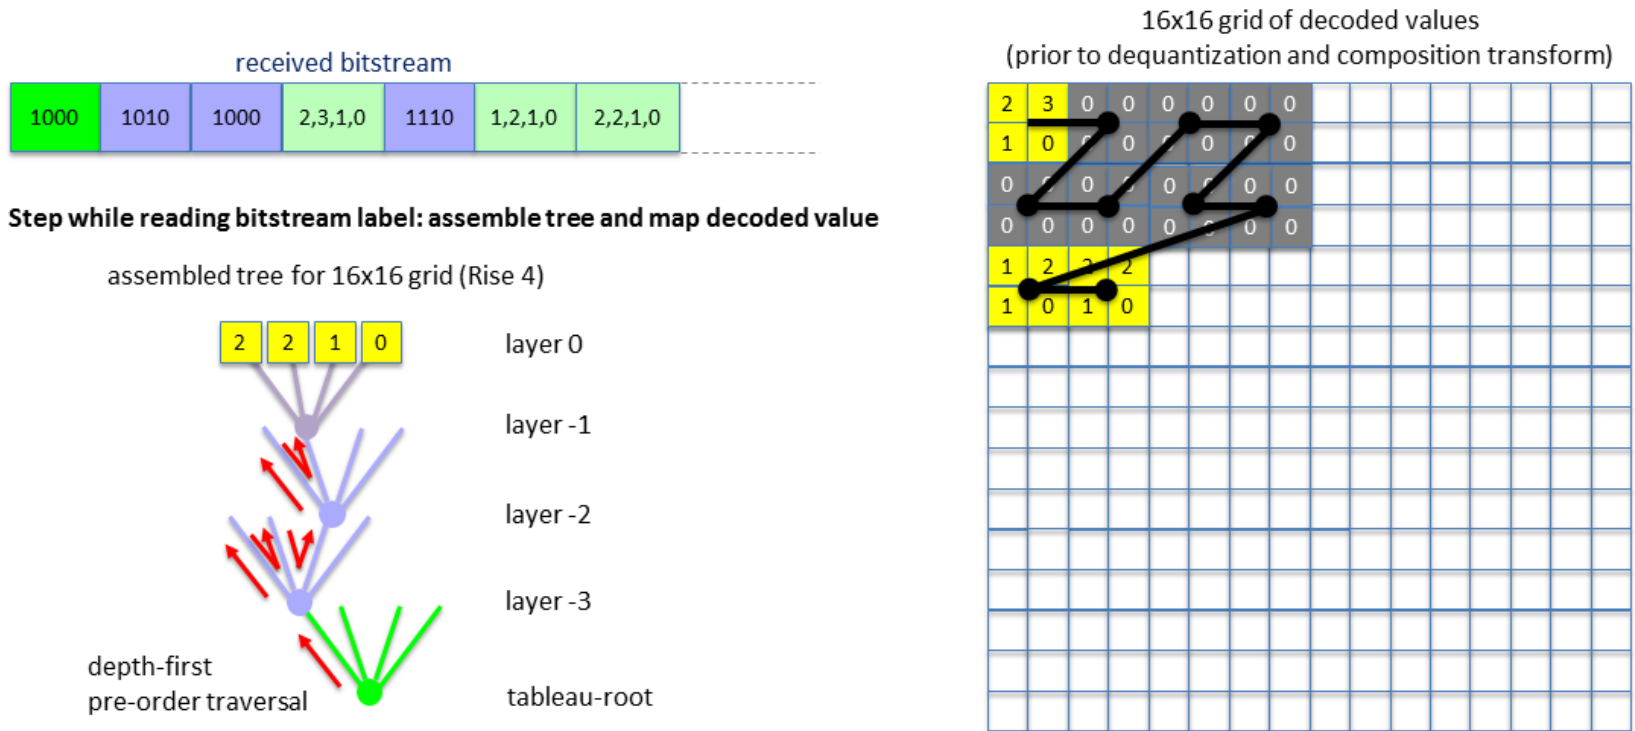 received bitstream
1000 1010 1000 2,3,1,0 1110 1,2,1,0 2,2,1,0
Step while reading bitstream label: assemble tree and map decoded value
assembled tree for 16x16 grid (Rise 4)
2 2 1 0 layer 0
layer -1
layer -2
layer -3
depth-first
pre-order traversal
tableau-root
16x16 grid of decoded values
(prior to dequantization and composition transform)
2 3 0 0 0 0 0 0
1 0 0 0 0 0 0 0
0 0 0 0 0 0 0 0
0 0 0 0 0 0 0 0
1 2 2 2
1 0 1 0